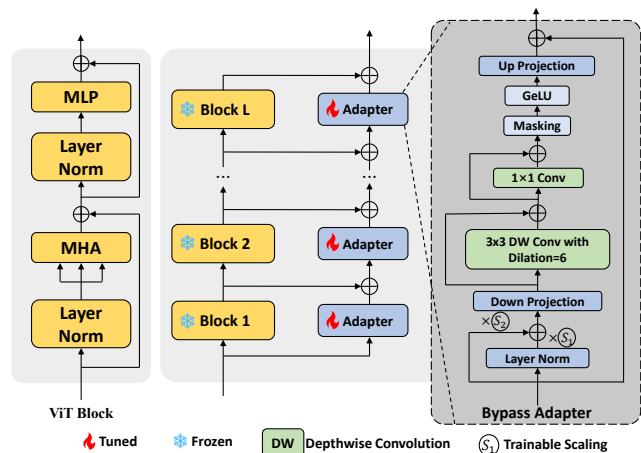 MLP
Layer
Norm
MHA
Layer
Norm
ViT Block
Block L
Adapter
...
...
Block 2
Adapter
Block 1
Adapter
Up Projection
GeLU
Masking
1×1 Conv
3x3 DW Conv with
Dilation=6
Down Projection
×S₂
×S₁
Layer Norm
Bypass Adapter
Tuned
Frozen
DW Depthwise Convolution
S₁ Trainable Scaling